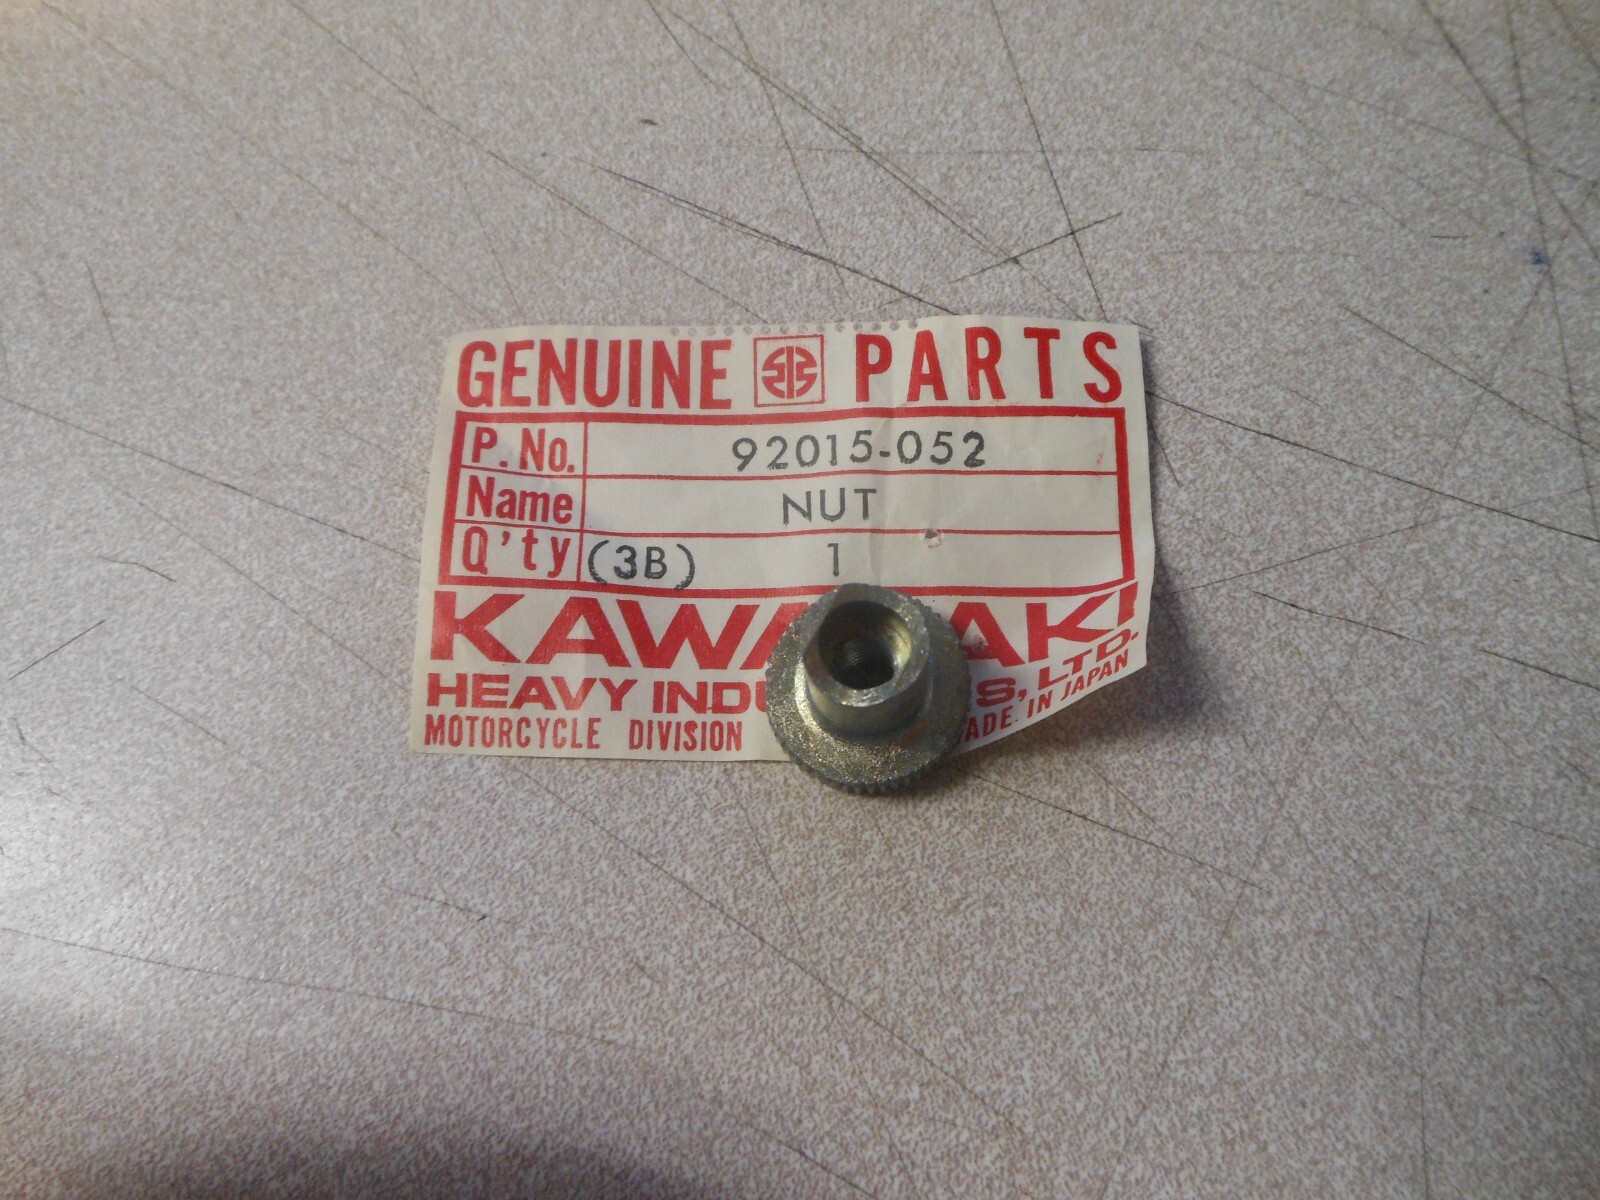 GENUINE PARTS
P. No. 92015-052
Name NUT
Q'ty (3B) 1
KAWA AKI
HEAVY INDU S, LTD.
MOTORCYCLE DIVISION ADE IN JAPAN